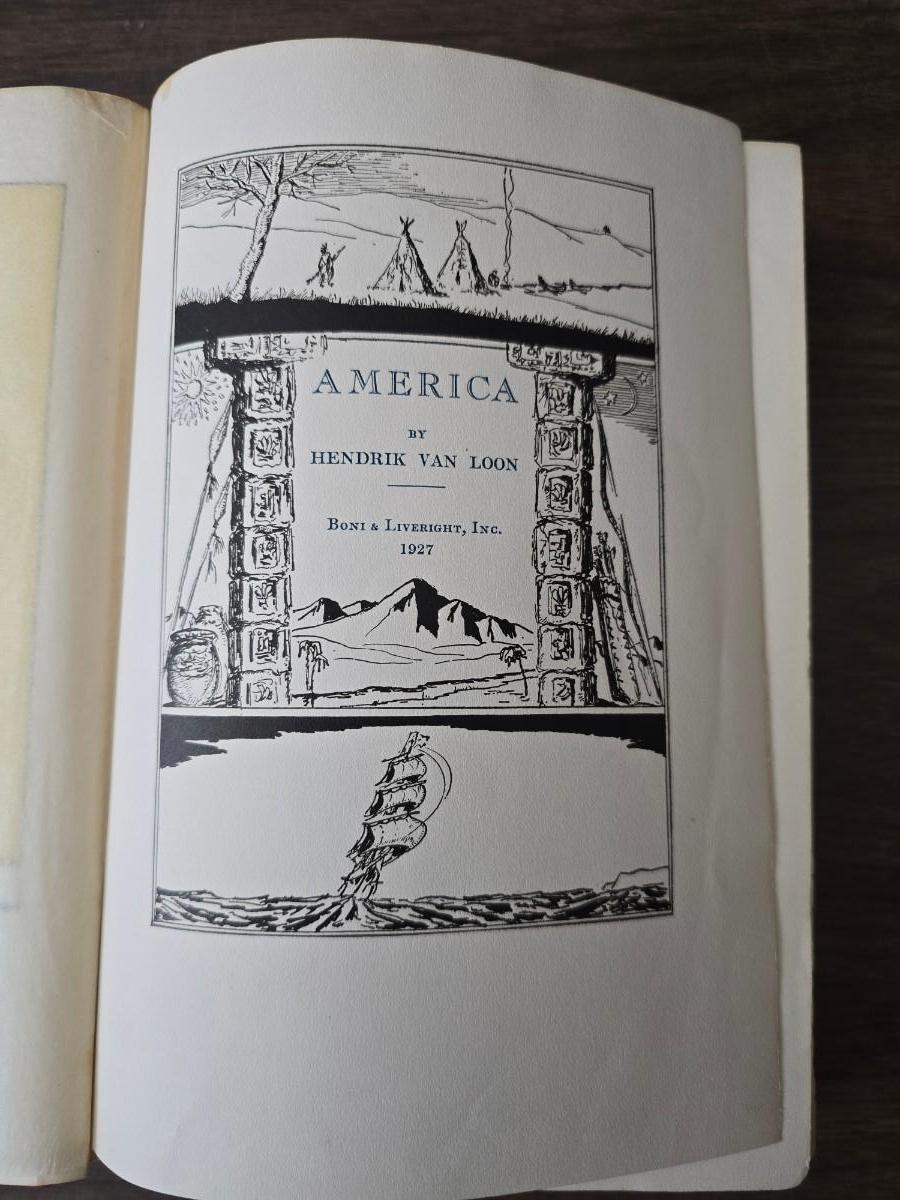 AMERICA
BY
HENDRIK VAN LOON
BONI & LIVERIGHT, INC.
1927